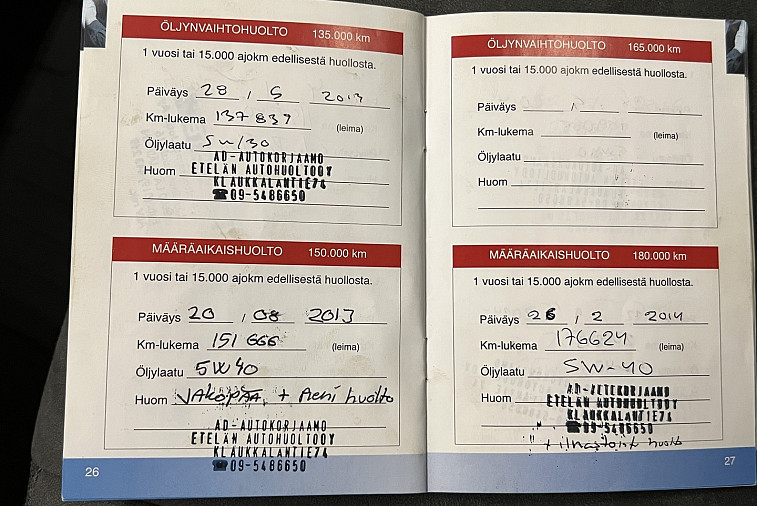 ÖLJYNVAIHTOHUOLTO 135.000 km
1 vuosi tai 15.000 ajokm edellisestä huollosta.
Päiväys 28 / 5 2013
Km-lukema 137 839
(leima)
Öljylaatu 5W/30
AD-AUTOKORJAAMO
Huom ETELÄN AUTOHUOLTO OY
KLAUKKALANTIE 74
☎09-5486650
MÄÄRÄAIKAISHUOLTO 150.000 km
1 vuosi tai 15.000 ajokm edellisestä huollosta.
Päiväys 20 / 08 2013
Km-lukema 151 666
(leima)
Öljylaatu 5W40
Huom VAKOPÄÄ + Pieni huolto
AD-AUTOKORJAAMO
ETELÄN AUTOHUOLTO OY
KLAUKKALANTIE 74
☎09-5486650
26
ÖLJYNVAIHTOHUOLTO 165.000 km
1 vuosi tai 15.000 ajokm edellisestä huollosta.
Päiväys /
Km-lukema (leima)
Öljylaatu
Huom
MÄÄRÄAIKAISHUOLTO 180.000 km
1 vuosi tai 15.000 ajokm edellisestä huollosta.
Päiväys 26 / 2 2014
Km-lukema 176624
(leima)
Öljylaatu 5W-40
AD-AUTOKORJAAMO
Huom ETELÄN AUTOHUOLTO OY
KLAUKKALANTIE 74
☎09-5486650
+ ilmastoint huolto
27